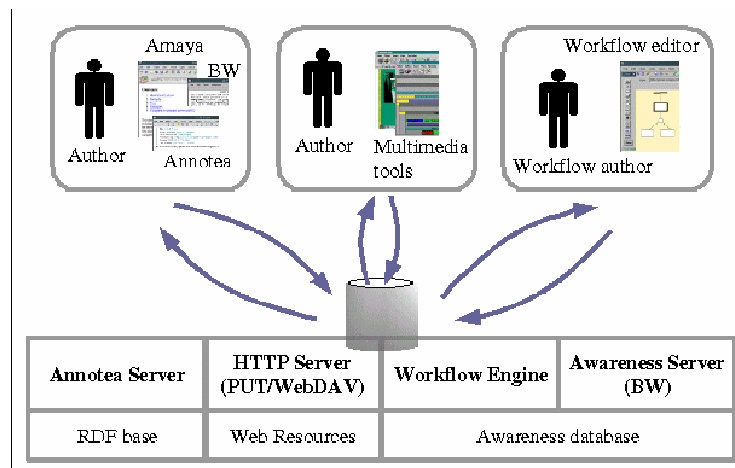 Amaya
BW
Author
Annotea
Author
Multimedia
tools
Workflow editor
Workflow author
Annotea Server
HTTP Server
(PUT/WebDAV)
Workflow Engine
Awareness Server
(BW)
RDF base
Web Resources
Awareness database